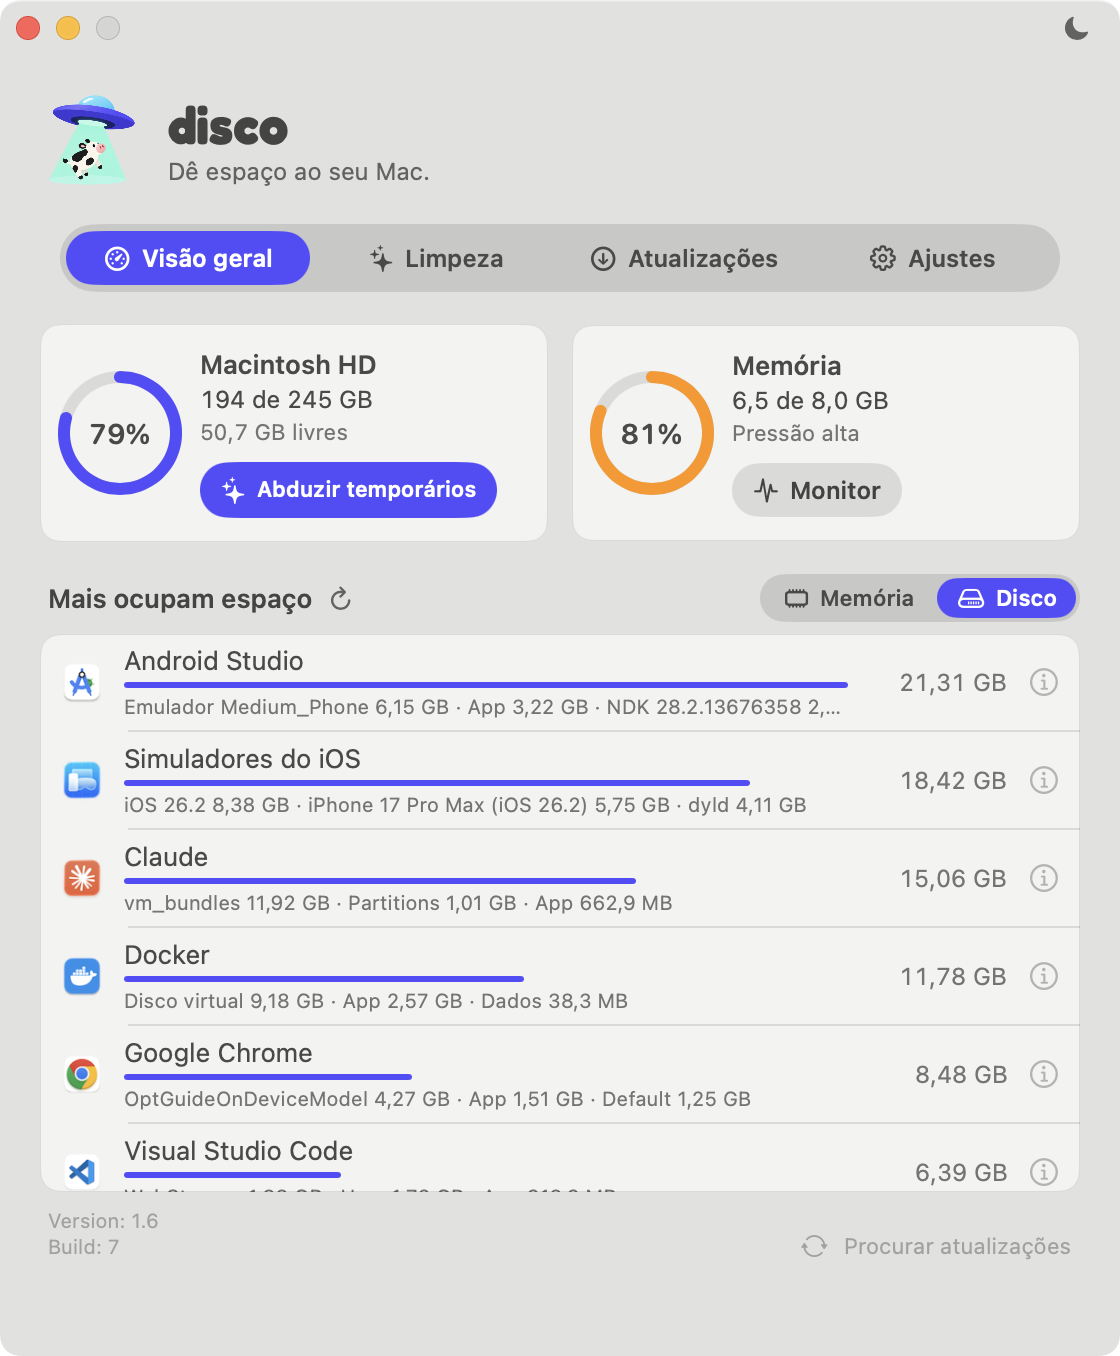 disco
Dê espaço ao seu Mac.
Visão geral
Limpeza
Atualizações
Ajustes
79%
Macintosh HD
194 de 245 GB
50,7 GB livres
Abduzir temporários
81%
Memória
6,5 de 8,0 GB
Pressão alta
Monitor
Mais ocupam espaço
Memória
Disco
Android Studio
21,31 GB
Emulador Medium_Phone 6,15 GB · App 3,22 GB · NDK 28.2.13676358 2,...
Simuladores do iOS
18,42 GB
iOS 26.2 8,38 GB · iPhone 17 Pro Max (iOS 26.2) 5,75 GB · dyld 4,11 GB
Claude
15,06 GB
vm_bundles 11,92 GB · Partitions 1,01 GB · App 662,9 MB
Docker
11,78 GB
Disco virtual 9,18 GB · App 2,57 GB · Dados 38,3 MB
Google Chrome
8,48 GB
OptGuideOnDeviceModel 4,27 GB · App 1,51 GB · Default 1,25 GB
Visual Studio Code
6,39 GB
Version: 1.6
Build: 7
Procurar atualizações